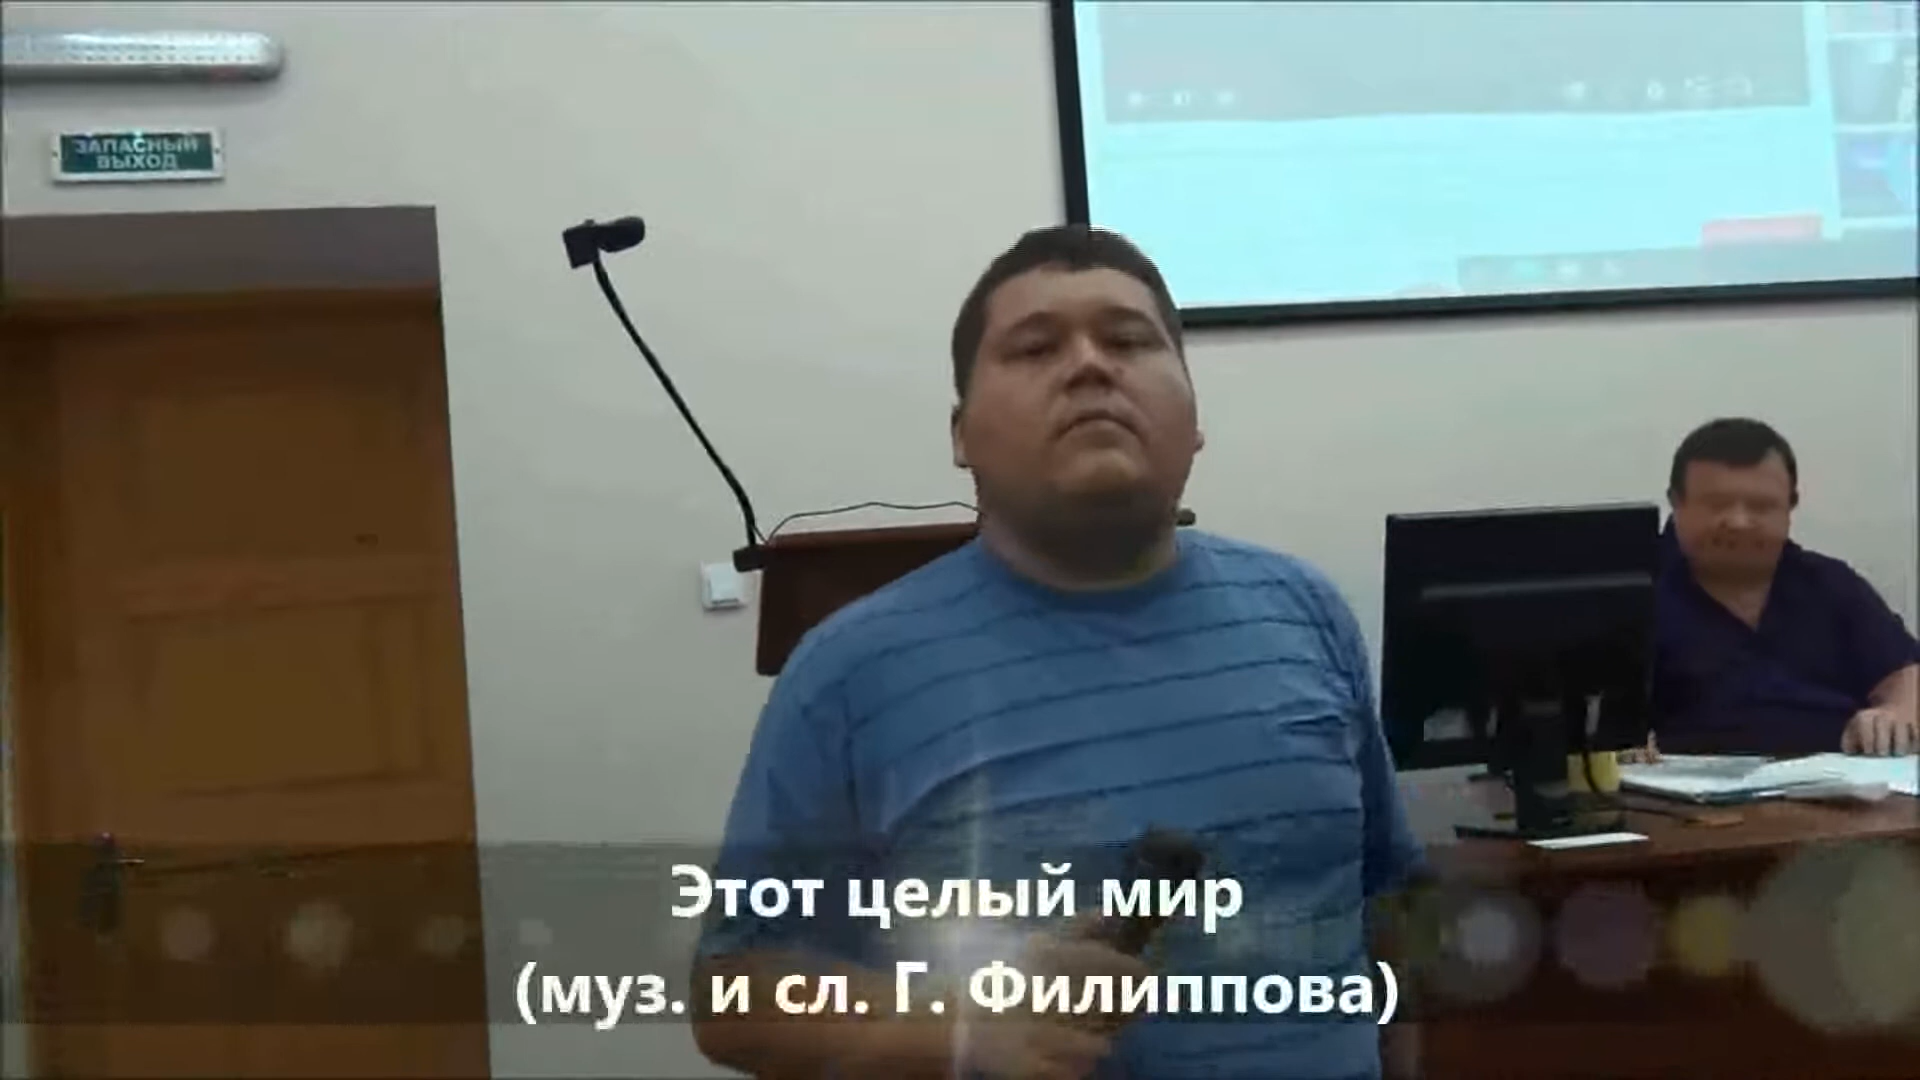 ЗАПАСНЫЙ
ВЫХОД
Этот целый мир
(муз. и сл. Г. Филиппова)